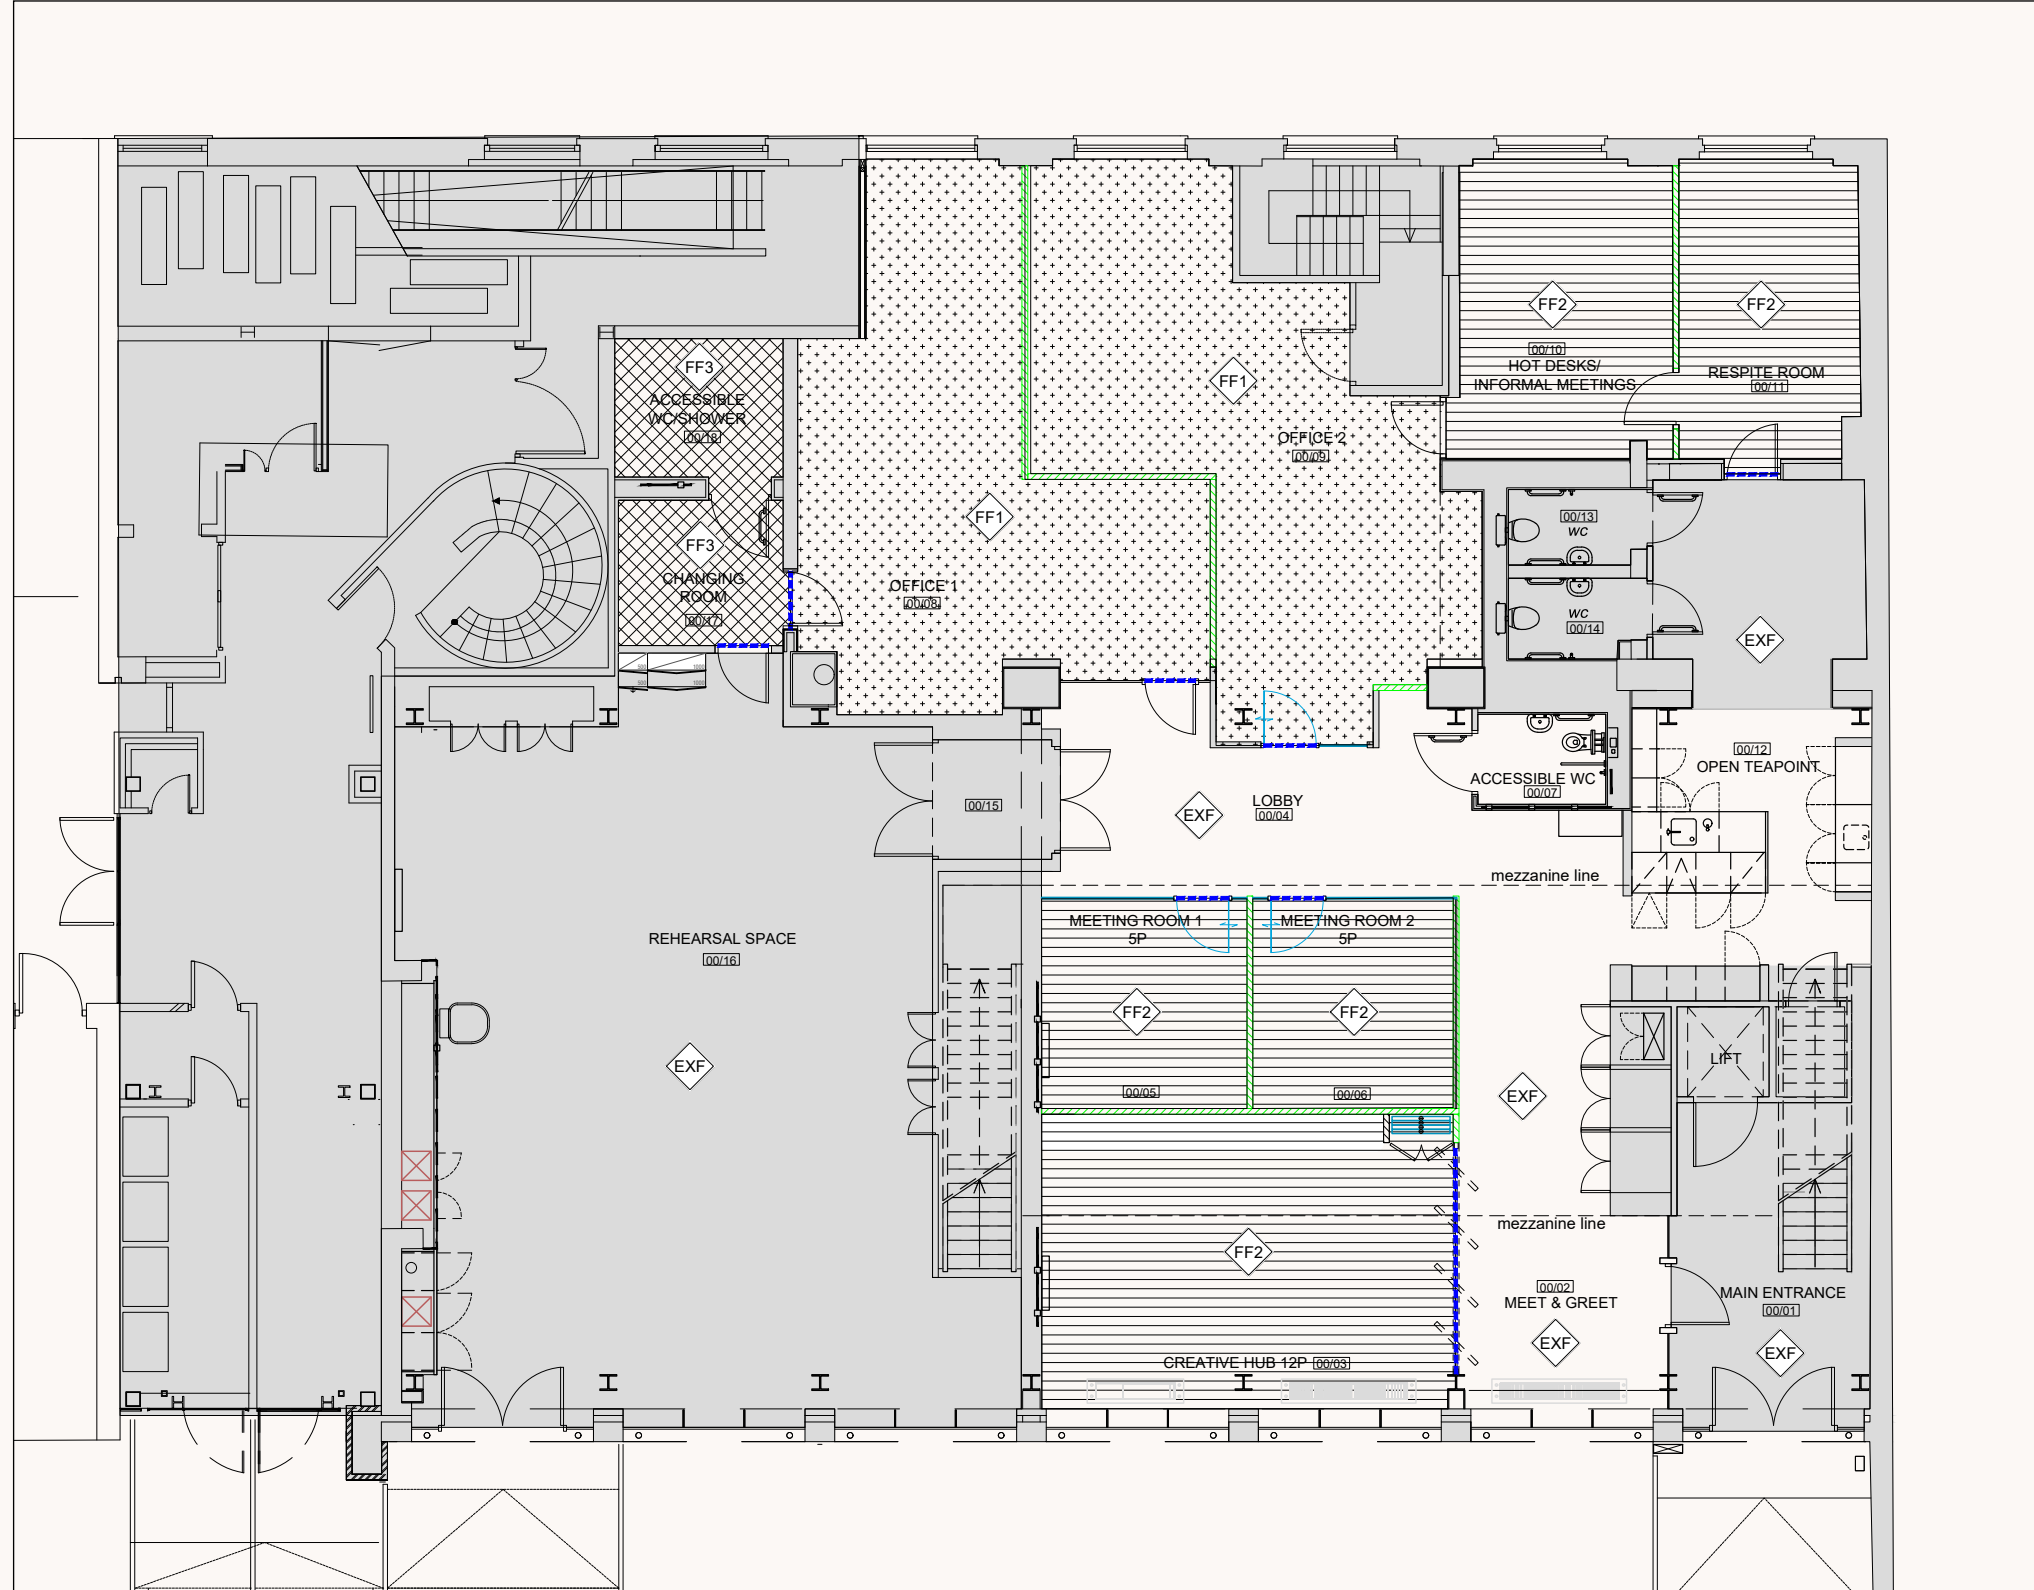 FF3
ACCESSIBLE
WC/SHOWER
00/18
FF3
CHANGING
ROOM
00/17
500
1000
500
1000
FF1
OFFICE 1
00/08
FF1
OFFICE 2
00/09
FF2
00/10
HOT DESKS/
INFORMAL MEETINGS
FF2
RESPITE ROOM
00/11
00/13
WC
WC
00/14
EXF
00/12
OPEN TEAPOINT
ACCESSIBLE WC
00/07
00/15
EXF
LOBBY
00/04
mezzanine line
MEETING ROOM 1
5P
MEETING ROOM 2
5P
REHEARSAL SPACE
00/16
EXF
FF2
FF2
00/05
00/06
EXF
LIFT
mezzanine line
FF2
00/02
MEET & GREET
EXF
MAIN ENTRANCE
00/01
EXF
CREATIVE HUB 12P 00/03